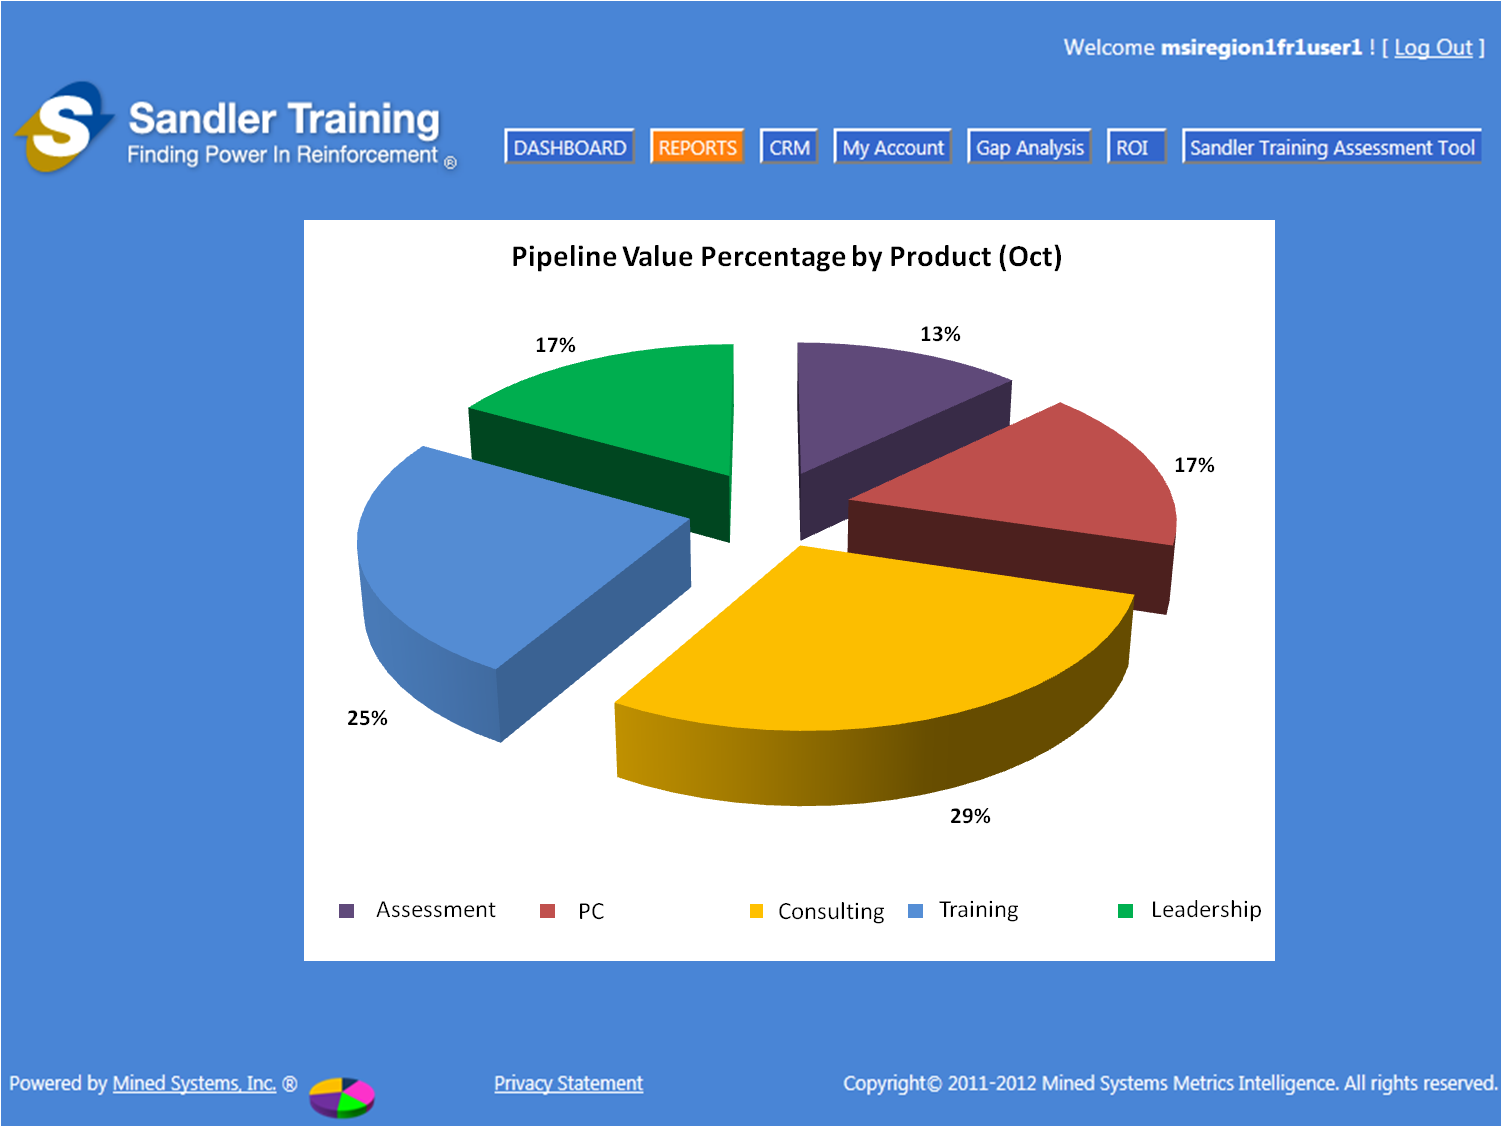 Welcome msiregion1fr1user1 ! [ Log Out ]
S
Sandler Training
Finding Power In Reinforcement ®
DASHBOARD REPORTS CRM My Account Gap Analysis ROI Sandler Training Assessment Tool
Pipeline Value Percentage by Product (Oct)
13%
17%
17%
25%
29%
Assessment PC Consulting Training Leadership
Powered by Mined Systems, Inc. ® Privacy Statement Copyright© 2011-2012 Mined Systems Metrics Intelligence. All rights reserved.